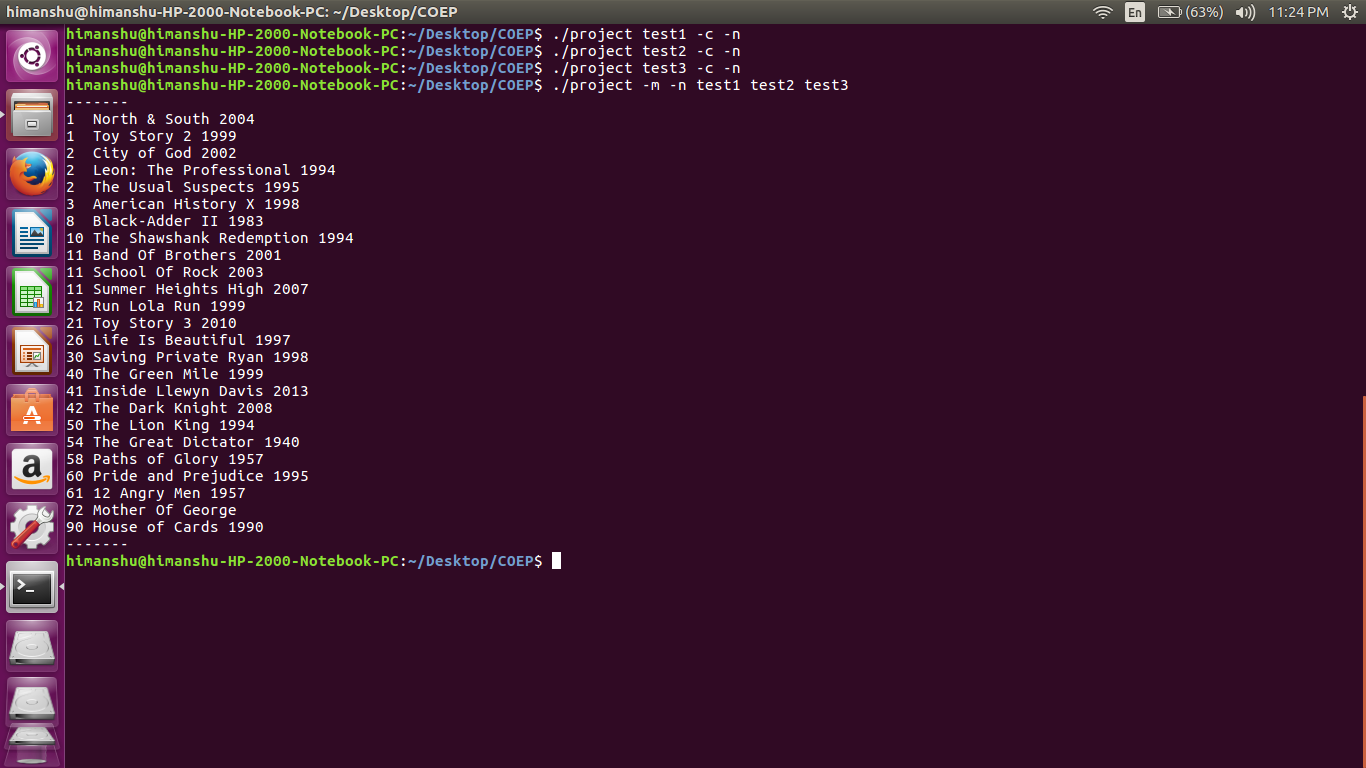 himanshu@himanshu-HP-2000-Notebook-PC: ~/Desktop/COEP En (63%) 11:24 PM
himanshu@himanshu-HP-2000-Notebook-PC:~/Desktop/COEP$ ./project test1 -c -n
himanshu@himanshu-HP-2000-Notebook-PC:~/Desktop/COEP$ ./project test2 -c -n
himanshu@himanshu-HP-2000-Notebook-PC:~/Desktop/COEP$ ./project test3 -c -n
himanshu@himanshu-HP-2000-Notebook-PC:~/Desktop/COEP$ ./project -m -n test1 test2 test3
-------
1  North & South 2004
1  Toy Story 2 1999
2  City of God 2002
2  Leon: The Professional 1994
2  The Usual Suspects 1995
3  American History X 1998
8  Black-Adder II 1983
10 The Shawshank Redemption 1994
11 Band Of Brothers 2001
11 School Of Rock 2003
11 Summer Heights High 2007
12 Run Lola Run 1999
21 Toy Story 3 2010
26 Life Is Beautiful 1997
30 Saving Private Ryan 1998
40 The Green Mile 1999
41 Inside Llewyn Davis 2013
42 The Dark Knight 2008
50 The Lion King 1994
54 The Great Dictator 1940
58 Paths of Glory 1957
60 Pride and Prejudice 1995
61 12 Angry Men 1957
72 Mother Of George
90 House of Cards 1990
-------
himanshu@himanshu-HP-2000-Notebook-PC:~/Desktop/COEP$